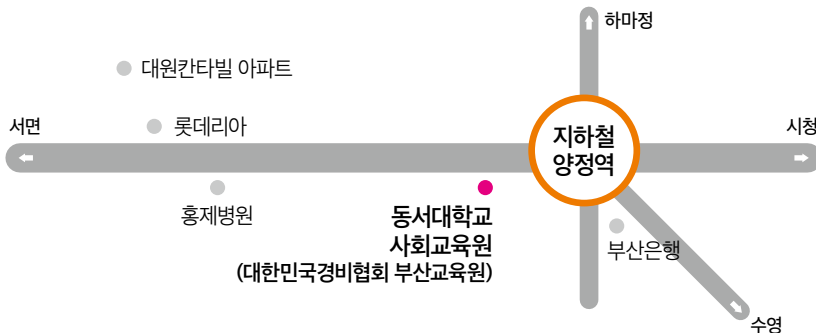 하마정
대원칸타빌 아파트
서면
롯데리아
지하철
양정역
시청
홍제병원
동서대학교
사회교육원
(대한민국경비협회 부산교육원)
부산은행
수영